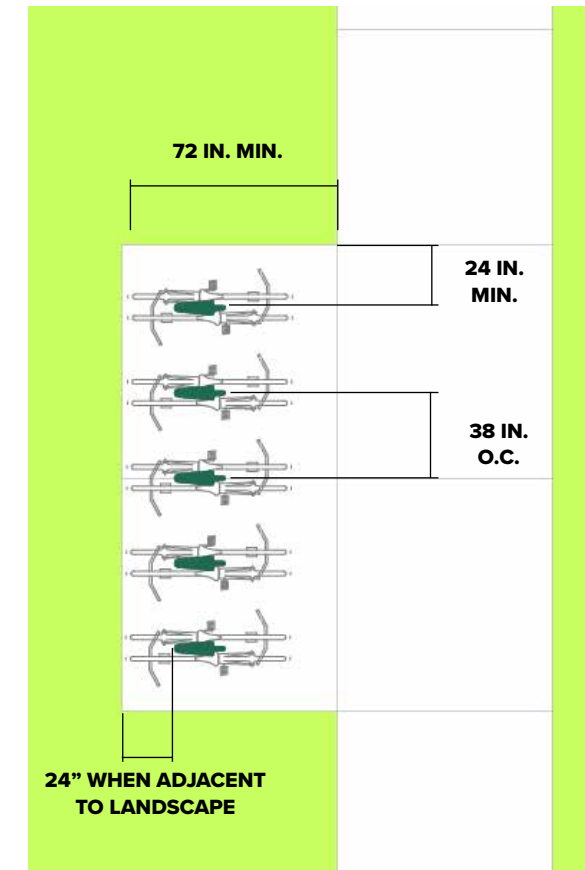 72 IN. MIN.
24 IN.
MIN.
38 IN.
O.C.
24” WHEN ADJACENT
TO LANDSCAPE